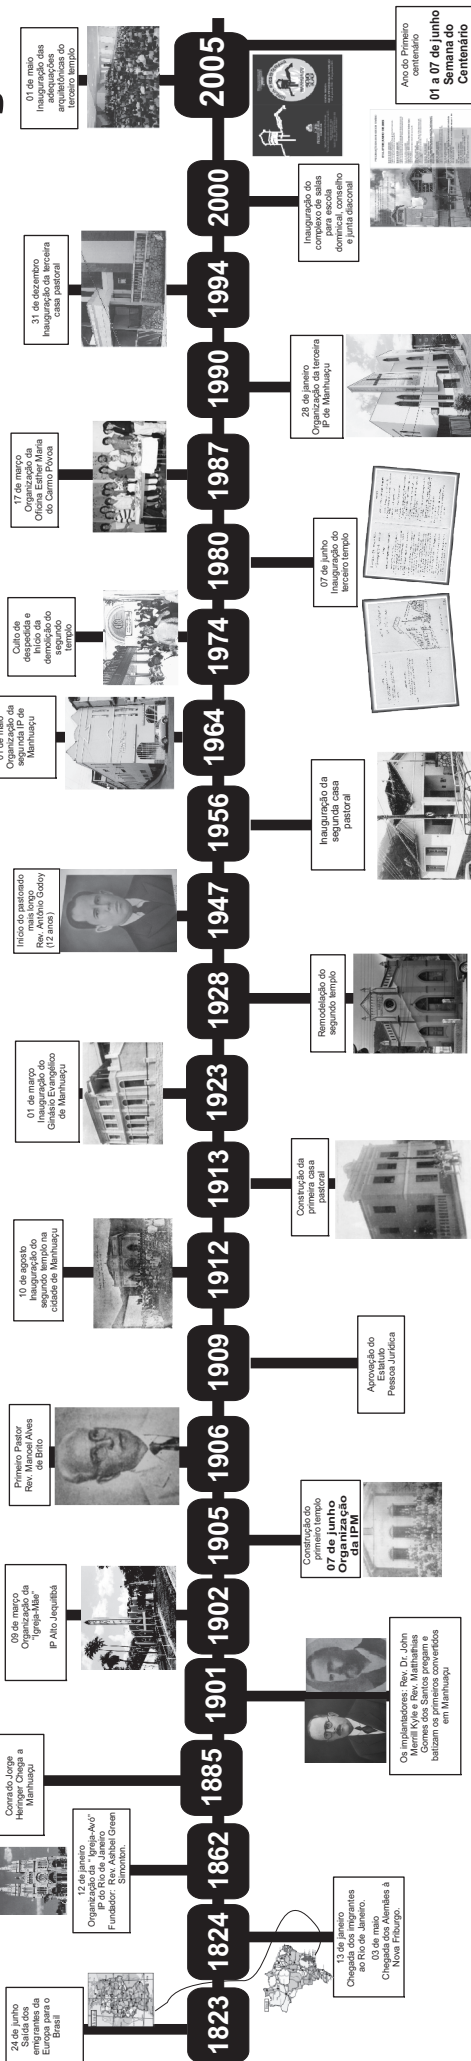 24 de junho
Saída dos
emigrantes da
Europa para o
Brasil
1823
1824
13 de janeiro
Chegada dos imigrantes
ao Rio de Janeiro.
03 de maio
Chegada dos Alemães à
Nova Friburgo.
1862
12 de janeiro
Organização da "Igreja-Avó"
IP do Rio de Janeiro
Fundador: Rev. Ashbel Green
Simonton.
1885
Conrado Jorge
Heringer Chega a
Manhuaçu
1901
Os implantadores: Rev. Dr. John
Merrill Kyle e Rev. Matthathias
Gomes dos Santos pregam e
batizam os primeiros convertidos
em Manhuaçu
1902
09 de março
Organização da
"Igreja-Mãe"
IP Alto Jequitibá
1905
Construção do
primeiro templo
07 de junho
Organização
da IPM
1906
Primeiro Pastor
Rev. Manoel Alves
de Brito
1909
Aprovação do
Estatuto
Pessoa Jurídica
1912
10 de agosto
Inauguração do
segundo templo na
cidade de Manhuaçu
1913
Construção da
primeira casa
pastoral
1923
01 de março
Inauguração do
Ginásio Evangélico
de Manhuaçu
1928
Remodelação do
segundo templo
1947
Início do pastorado
mais longo
Rev. Antônio Godoy
(12 anos)
1956
Inauguração da
segunda casa
pastoral
1964
01 de maio
Organização da
segunda IP de
Manhuaçu
1974
Culto de
despedida e
Início da
demolição do
segundo
templo
1980
07 de junho
Inauguração do
terceiro templo
1987
17 de março
Organização da
Oficina Esther Maria
do Carmo Póvoa
1990
28 de janeiro
Organização da terceira
IP de Manhuaçu
1994
31 de dezembro
Inauguração da terceira
casa pastoral
2000
Inauguração do
complexo de salas
para escola
dominical, conselho
e junta diaconal
2005
01 de maio
Inauguração das
adequações
arquitetônicas do
terceiro templo
Ano do Primeiro
centenário
01 a 07 de junho
Semana do
Centenário